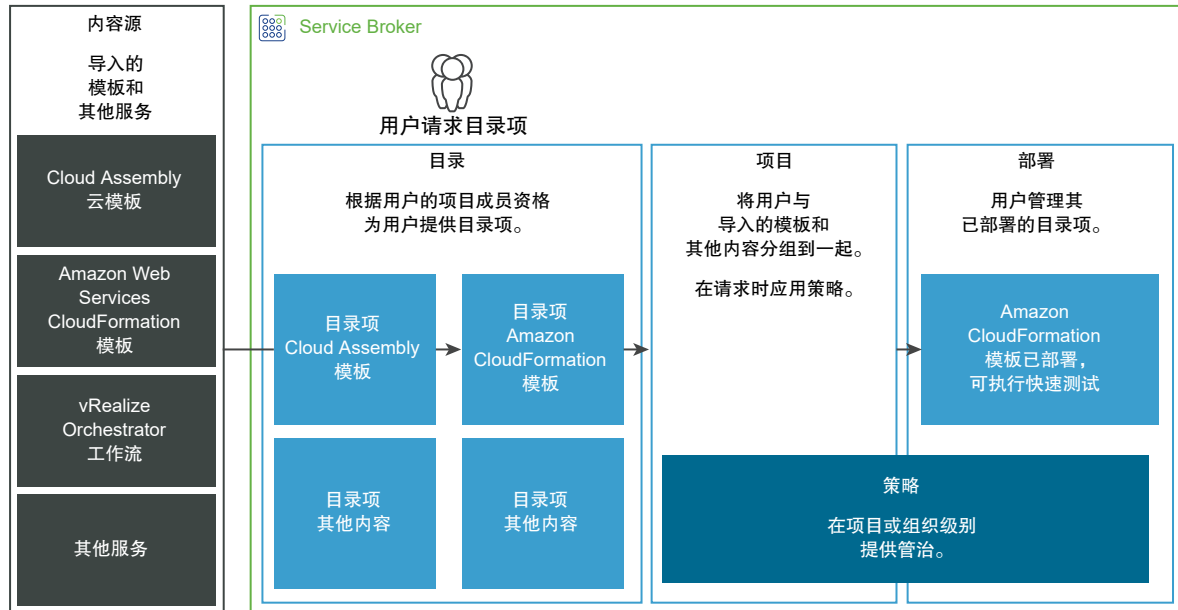 内容源
导入的
模板和
其他服务
Cloud Assembly
云模板
Amazon Web
Services
CloudFormation
模板
vRealize
Orchestrator
工作流
其他服务
Service Broker
用户请求目录项
目录
根据用户的项目成员资格
为用户提供目录项。
目录项
Cloud Assembly
模板
目录项
Amazon
CloudFormation
模板
目录项
其他内容
目录项
其他内容
项目
将用户与
导入的模板和
其他内容分组到一起。
在请求时应用策略。
部署
用户管理其
已部署的目录项。
Amazon
CloudFormation
模板已部署，
可执行快速测试
策略
在项目或组织级别
提供管治。